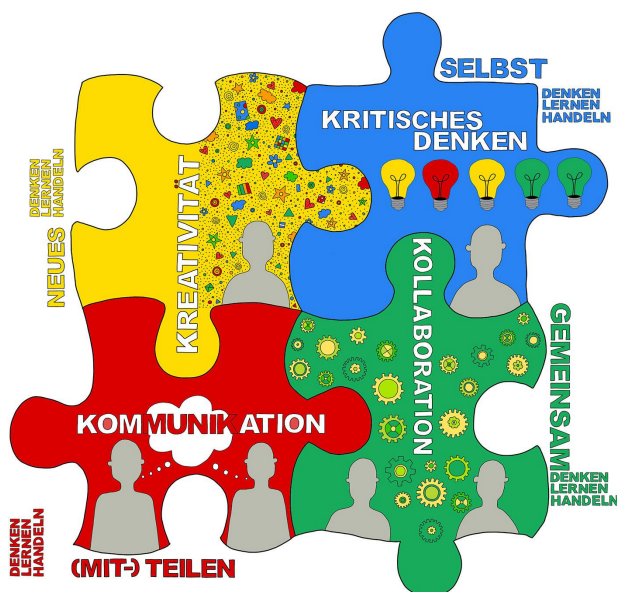 NEUES
DENKEN
LERNEN
HANDELN
KREATIVITÄT
SELBST
DENKEN
LERNEN
HANDELN
KRITISCHES
DENKEN
KOMMUNIKATION
DENKEN
LERNEN
HANDELN
(MIT-) TEILEN
KOLLABORATION
GEMEINSAM
DENKEN
LERNEN
HANDELN